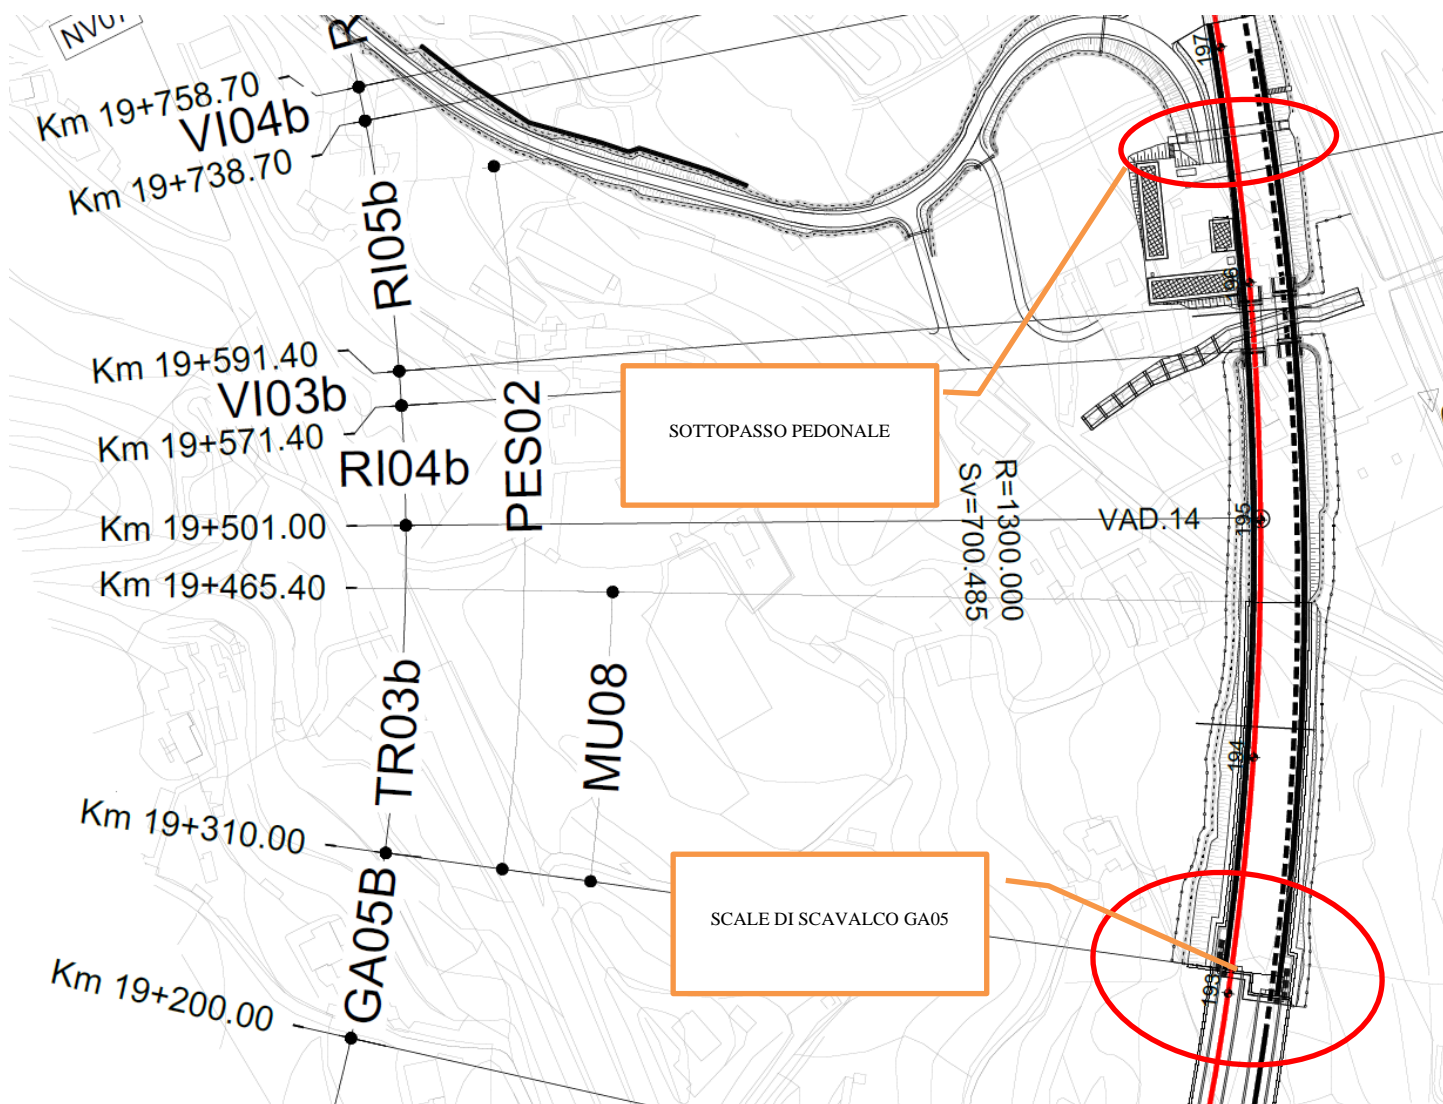 NV07
197
Km 19+758.70
VI04b
Km 19+738.70
RI05b
196
Km 19+591.40
VI03b
Km 19+571.40
RI04b
PES02
SOTTOPASSO PEDONALE
R=1300.000
Sv=700.485
Km 19+501.00
VAD.14
195
Km 19+465.40
TR03b
MU08
194
Km 19+310.00
GA05B
SCALE DI SCAVALCO GA05
193
Km 19+200.00